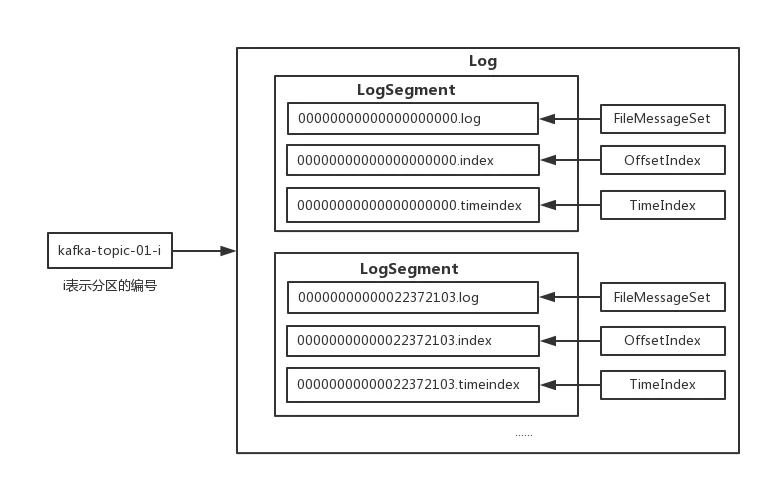 Log
LogSegment
00000000000000000000.log
FileMessageSet
00000000000000000000.index
OffsetIndex
00000000000000000000.timeindex
TimeIndex
kafka-topic-01-i
i表示分区的编号
LogSegment
00000000000022372103.log
FileMessageSet
00000000000022372103.index
OffsetIndex
00000000000022372103.timeindex
TimeIndex
......